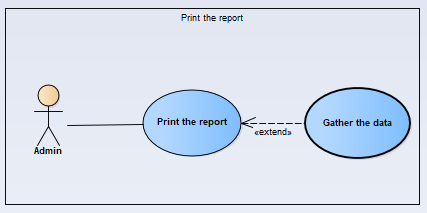 Print the report
Print the report
Gather the data
«extend»
Admin